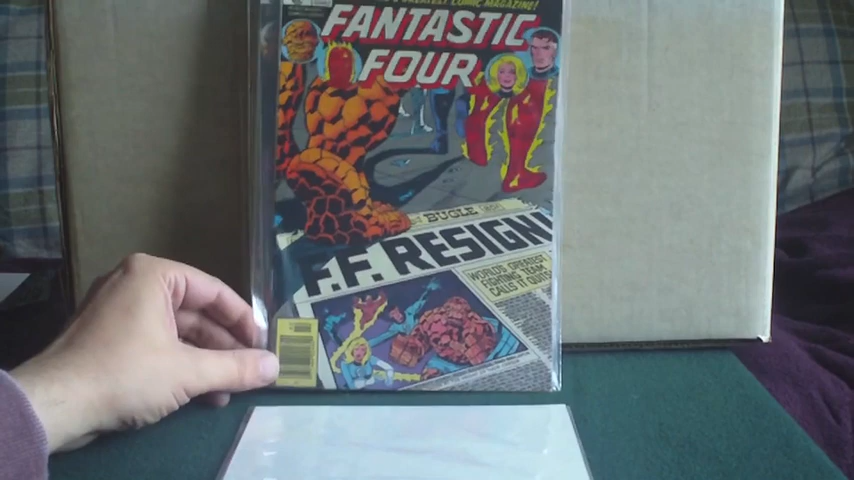 GREATEST COMIC MAGAZINE!
FANTASTIC
FOUR
BUGLE
F.F. RESIGN!
WORLD'S GREATEST
FIGHTING TEAM
CALLS IT QUITS!